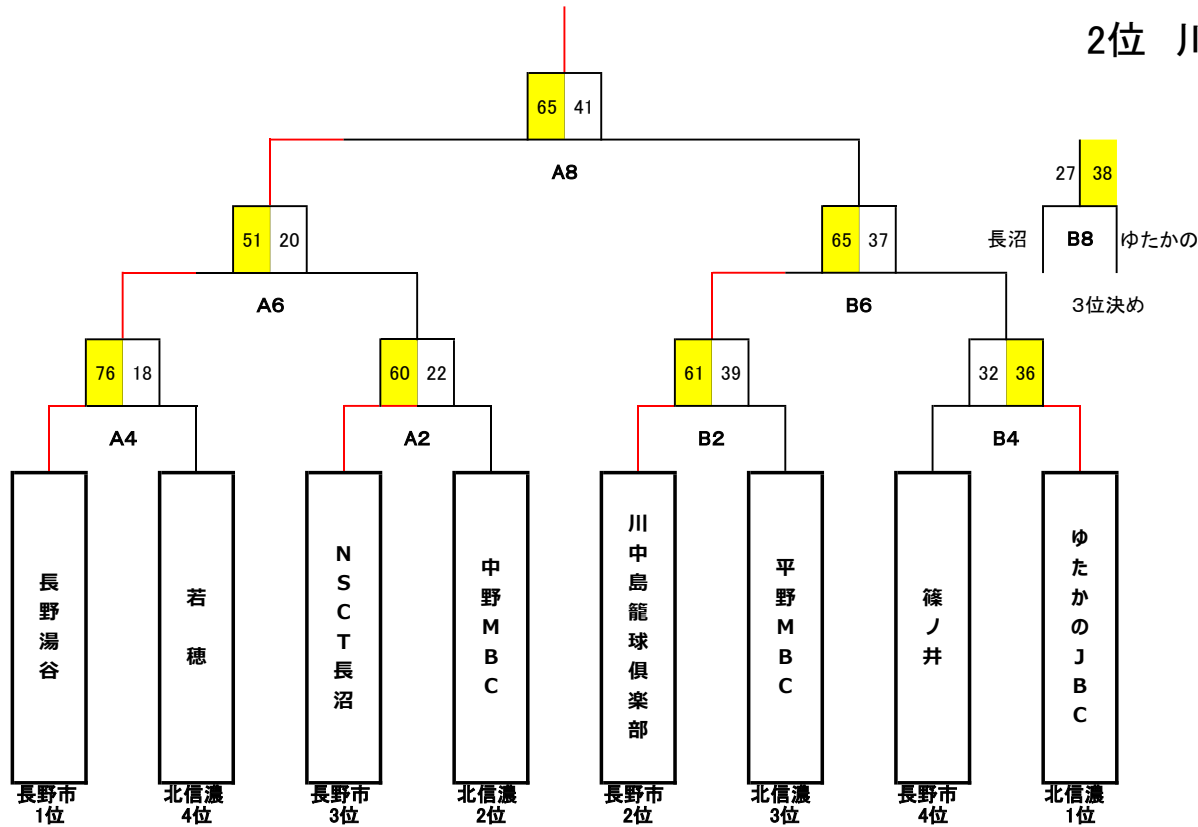 2位 川
65 41
A8
27 38
51 20
65 37
長沼 B8 ゆたかの
A6
B6
3位決め
76 18
60 22
61 39
32 36
A4
A2
B2
B4
長野湯谷
若穂
NSCT長沼
中野MBC
川中島籠球倶楽部
平野MBC
篠ノ井
ゆたかのJBC
長野市
1位
北信濃
4位
長野市
3位
北信濃
2位
長野市
2位
北信濃
3位
長野市
4位
北信濃
1位